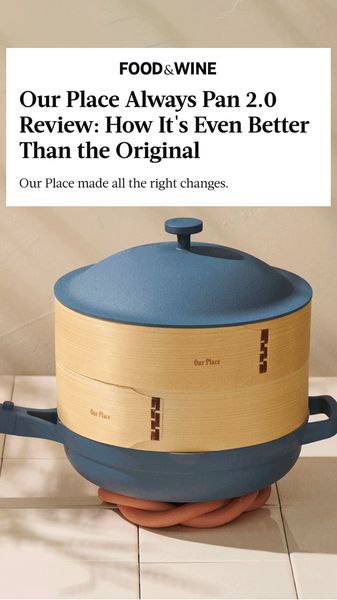 FOOD&WINE
Our Place Always Pan 2.0
Review: How It's Even Better
Than the Original
Our Place made all the right changes.
Our Place
Our Place